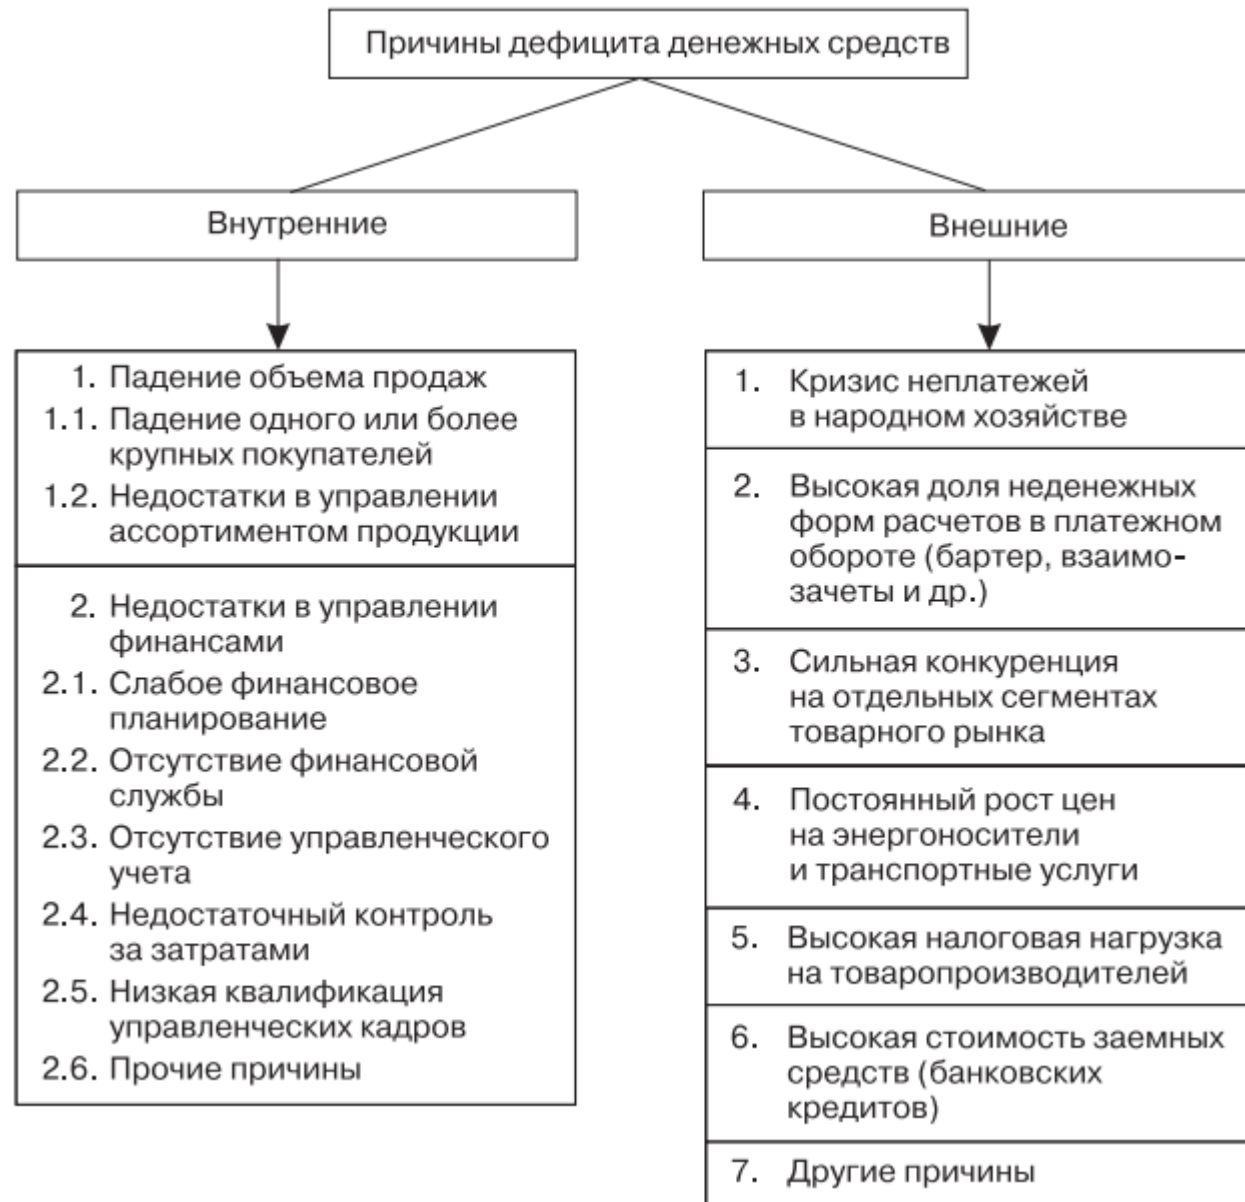 Причины дефицита денежных средств
Внутренние
1. Падение объема продаж
1.1. Падение одного или более
крупных покупателей
1.2. Недостатки в управлении
ассортиментом продукции
2. Недостатки в управлении
финансами
2.1. Слабое финансовое
планирование
2.2. Отсутствие финансовой
службы
2.3. Отсутствие управленческого
учета
2.4. Недостаточный контроль
за затратами
2.5. Низкая квалификация
управленческих кадров
2.6. Прочие причины
Внешние
1. Кризис неплатежей
в народном хозяйстве
2. Высокая доля неденежных
форм расчетов в платежном
обороте (бартер, взаимо-
зачеты и др.)
3. Сильная конкуренция
на отдельных сегментах
товарного рынка
4. Постоянный рост цен
на энергоносители
и транспортные услуги
5. Высокая налоговая нагрузка
на товаропроизводителей
6. Высокая стоимость заемных
средств (банковских
кредитов)
7. Другие причины